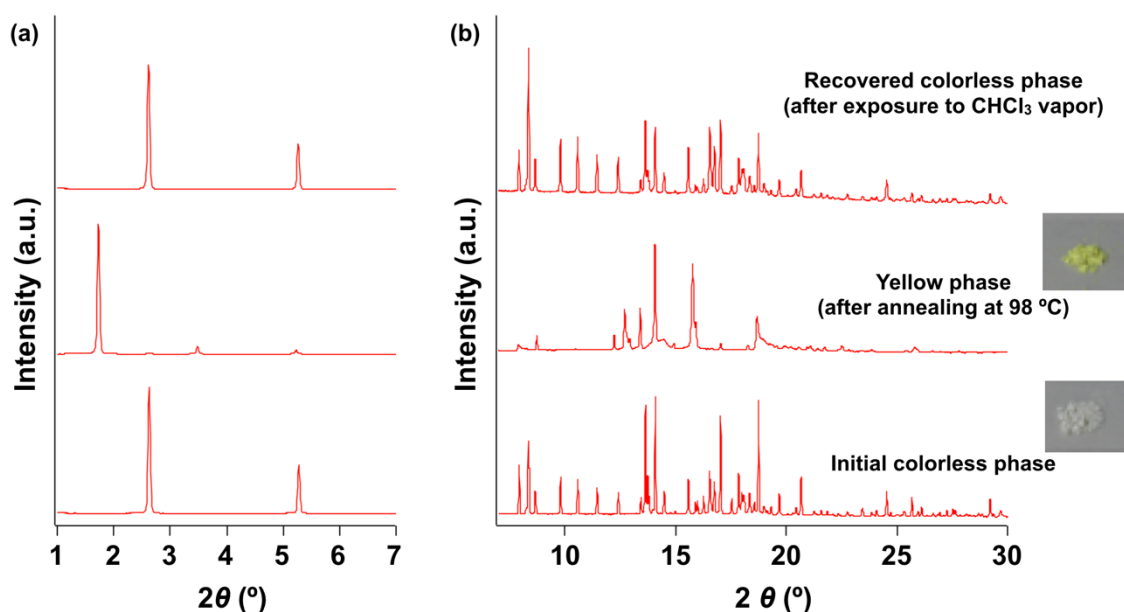 (a)
(b)
Recovered colorless phase
(after exposure to CHCl₃ vapor)
Yellow phase
(after annealing at 98 ºC)
Initial colorless phase
Intensity (a.u.)
Intensity (a.u.)
1 2 3 4 5 6 7
10 15 20 25 30
2θ (º)
2 θ (º)